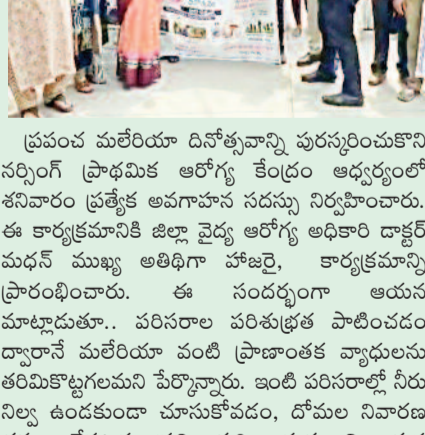 ప్రపంచ మలేరియా దినోత్సవాన్ని పురస్కరించుకొని
నర్సింగ్ ప్రాథమిక ఆరోగ్య కేంద్రం ఆధ్వర్యంలో
శనివారం ప్రత్యేక అవగాహన సదస్సు నిర్వహించారు.
ఈ కార్యక్రమానికి జిల్లా వైద్య ఆరోగ్య అధికారి డాక్టర్
మధన్ ముఖ్య అతిథిగా హాజరై, కార్యక్రమాన్ని
ప్రారంభించారు. ఈ సందర్భంగా ఆయన
మాట్లాడుతూ.. పరిసరాల పరిశుభ్రత పాటించడం
ద్వారానే మలేరియా వంటి ప్రాణాంతక వ్యాధులను
తరిమికొట్టగలమని పేర్కొన్నారు. ఇంటి పరిసరాల్లో నీరు
నిల్వ ఉండకుండా చూసుకోవడం, దోమల నివారణ